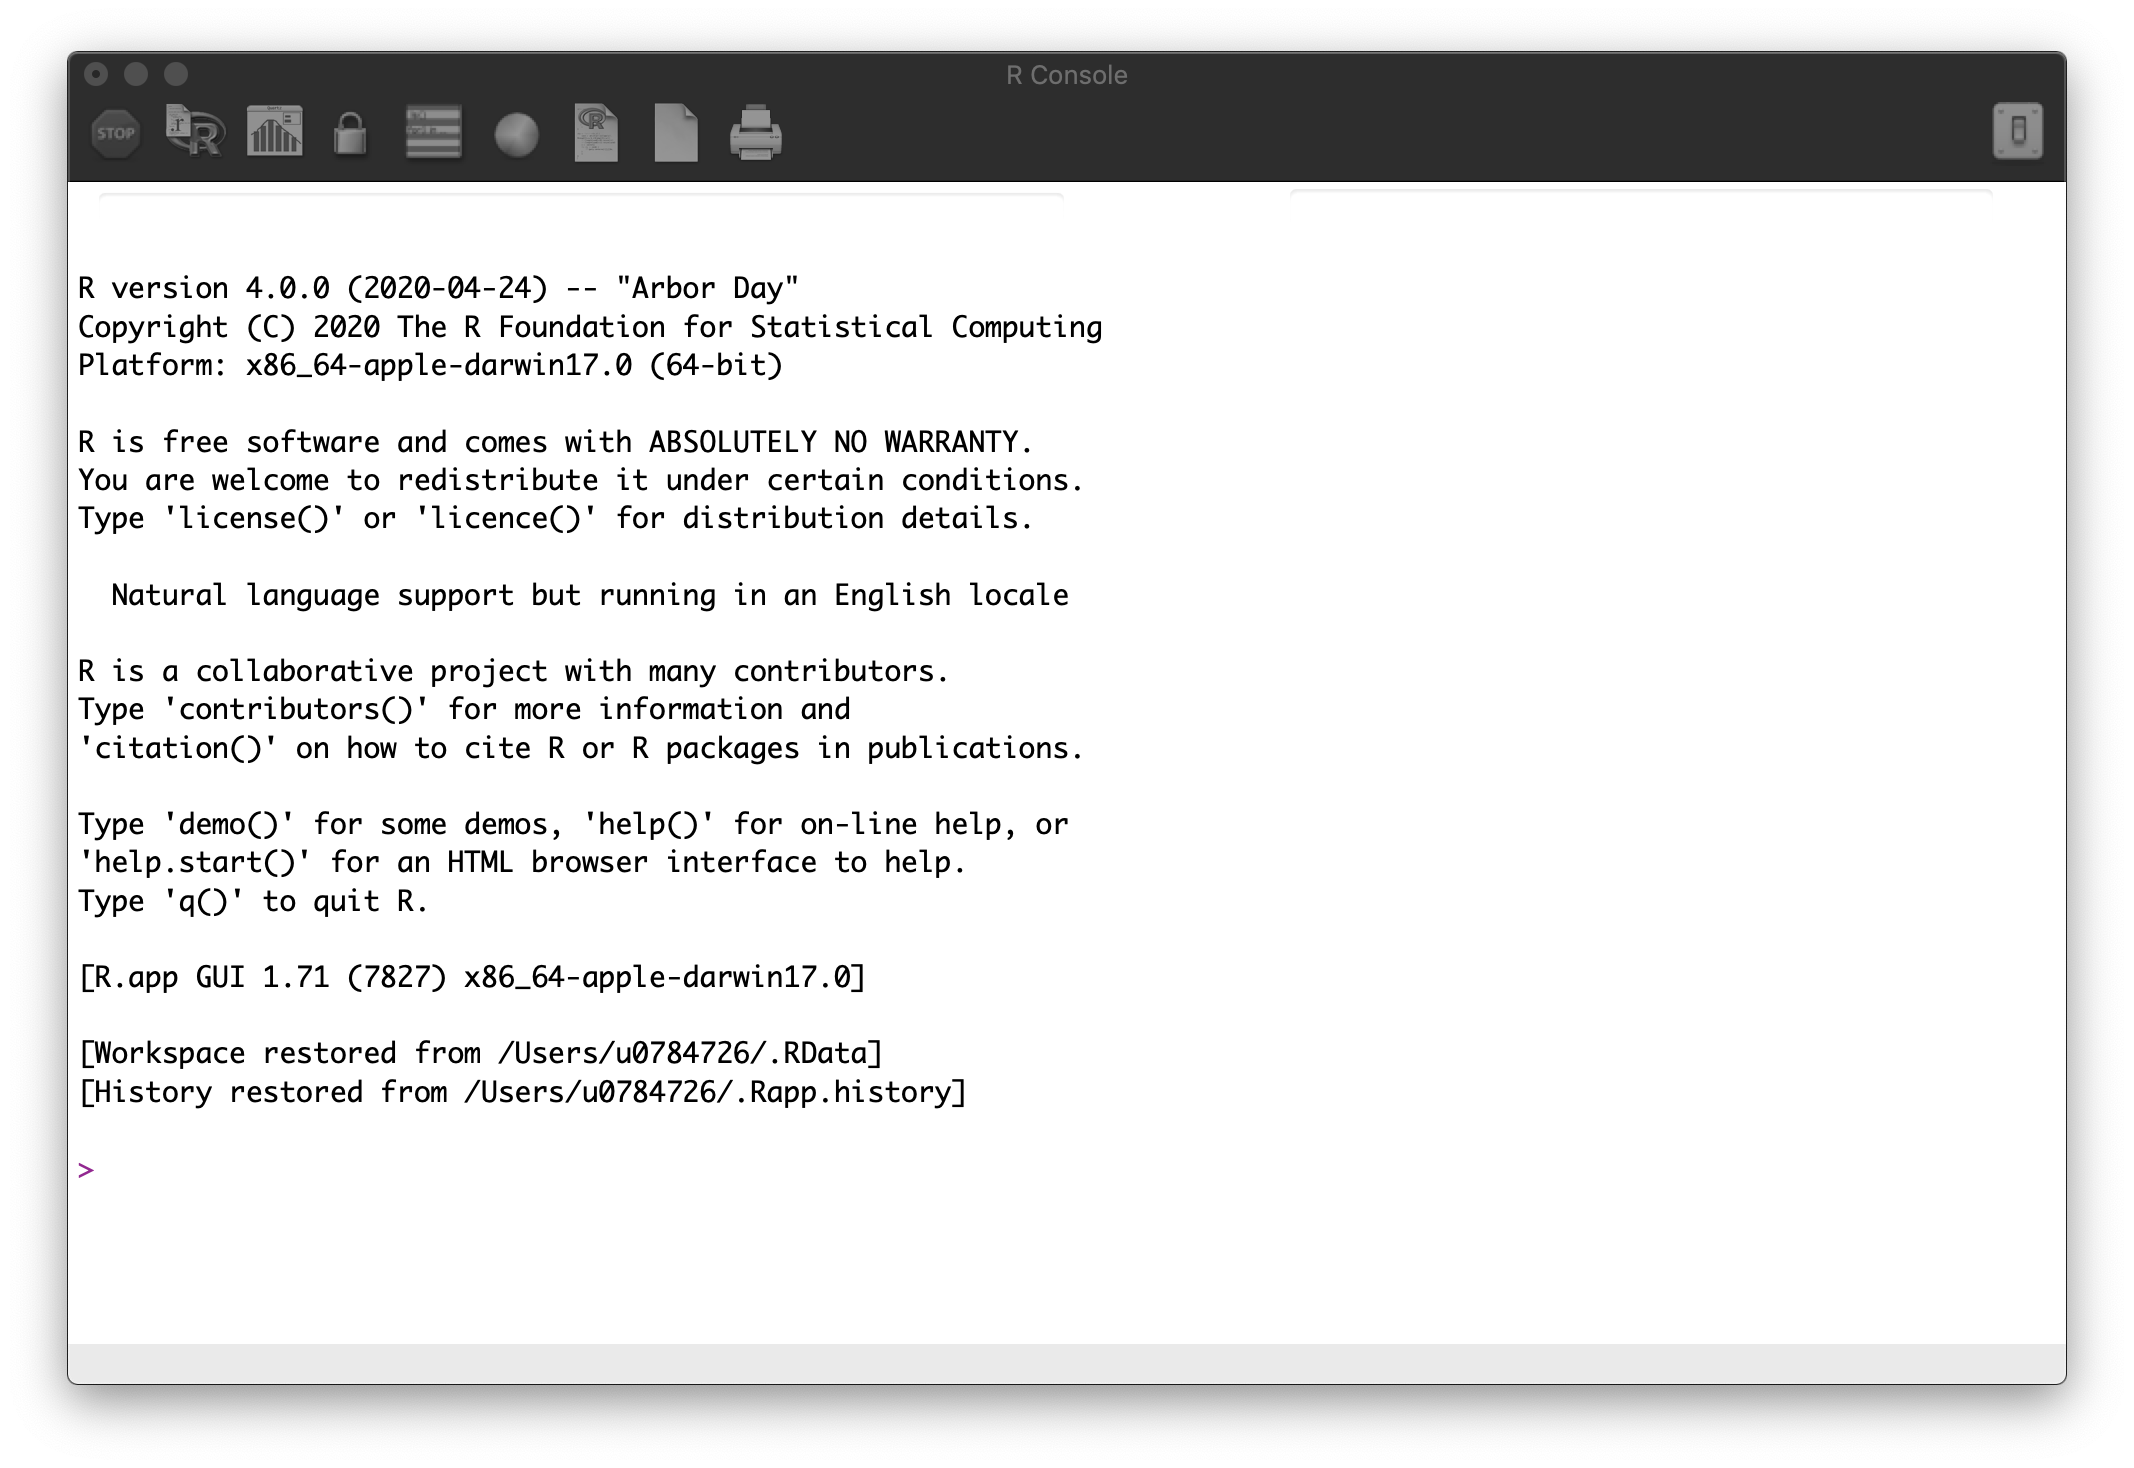 R Console
STOP
R version 4.0.0 (2020-04-24) -- "Arbor Day"
Copyright (C) 2020 The R Foundation for Statistical Computing
Platform: x86_64-apple-darwin17.0 (64-bit)
R is free software and comes with ABSOLUTELY NO WARRANTY.
You are welcome to redistribute it under certain conditions.
Type 'license()' or 'licence()' for distribution details.
Natural language support but running in an English locale
R is a collaborative project with many contributors.
Type 'contributors()' for more information and
'citation()' on how to cite R or R packages in publications.
Type 'demo()' for some demos, 'help()' for on-line help, or
'help.start()' for an HTML browser interface to help.
Type 'q()' to quit R.
[R.app GUI 1.71 (7827) x86_64-apple-darwin17.0]
[Workspace restored from /Users/u0784726/.RData]
[History restored from /Users/u0784726/.Rapp.history]
>